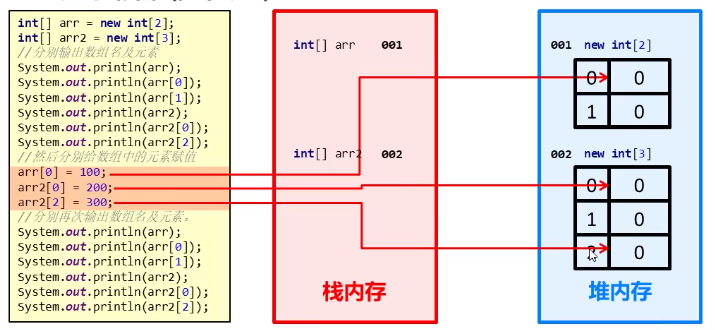 int[] arr = new int[2];
int[] arr2 = new int[3];
//分别输出数组名及元素
System.out.println(arr);
System.out.println(arr[0]);
System.out.println(arr[1]);
System.out.println(arr2);
System.out.println(arr2[0]);
System.out.println(arr2[2]);
//然后分别给数组中的元素赋值
arr[0] = 100;
arr2[0] = 200;
arr2[2] = 300;
//分别再次输出数组名及元素:
System.out.println(arr);
System.out.println(arr[0]);
System.out.println(arr[1]);
System.out.println(arr2);
System.out.println(arr2[0]);
System.out.println(arr2[2]);
int[] arr 001
int[] arr2 002
栈内存
001 new int[2]
0 0
1 0
002 new int[3]
0 0
1 0
2 0
堆内存